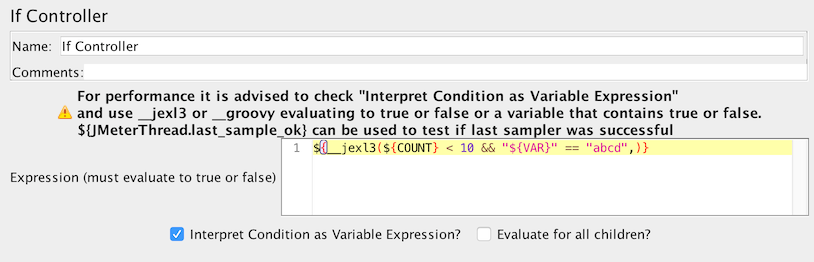 If Controller
Name: If Controller
Comments:
For performance it is advised to check "Interpret Condition as Variable Expression"
and use __jexl3 or __groovy evaluating to true or false or a variable that contains true or false.
${JMeterThread.last_sample_ok} can be used to test if last sampler was successful
1 ${__jexl3(${COUNT} < 10 && "${VAR}" == "abcd",)}
Expression (must evaluate to true or false)
Interpret Condition as Variable Expression? Evaluate for all children?